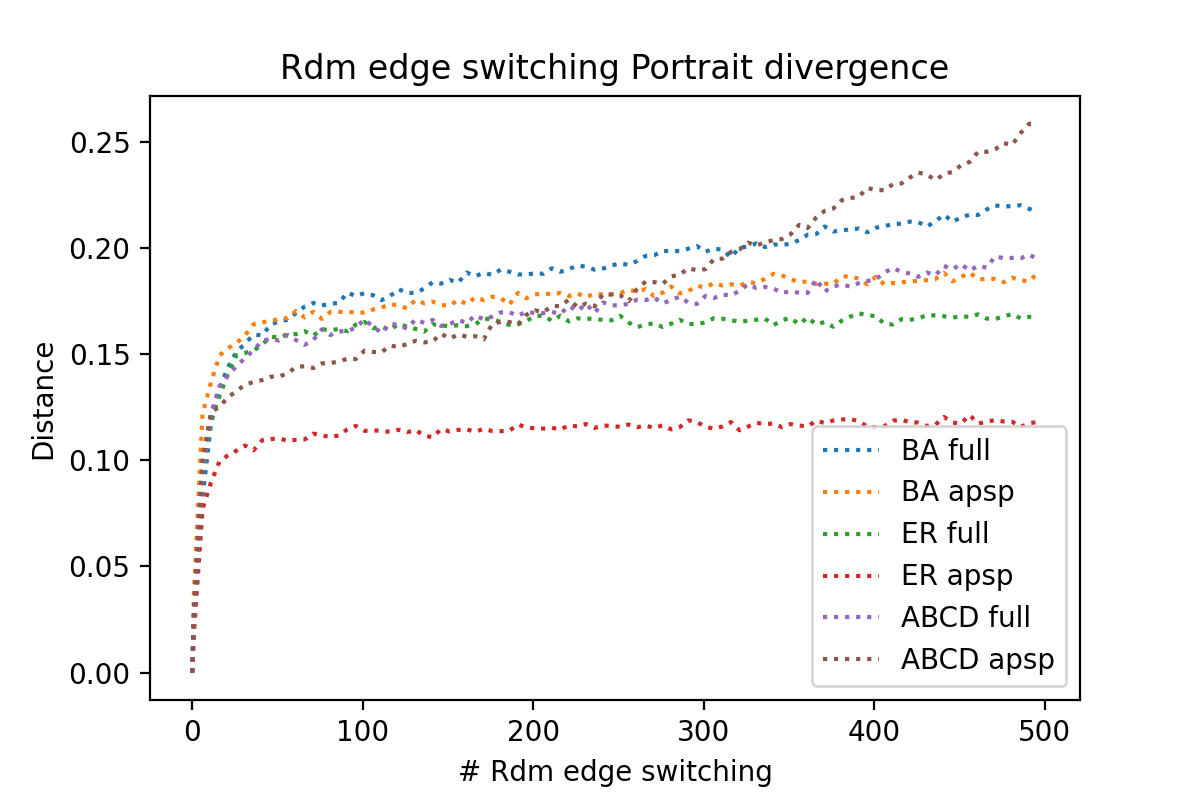 Rdm edge switching Portrait divergence
Distance
0.25
0.20
0.15
0.10
0.05
0.00
0 100 200 300 400 500
# Rdm edge switching
BA full
BA apsp
ER full
ER apsp
ABCD full
ABCD apsp